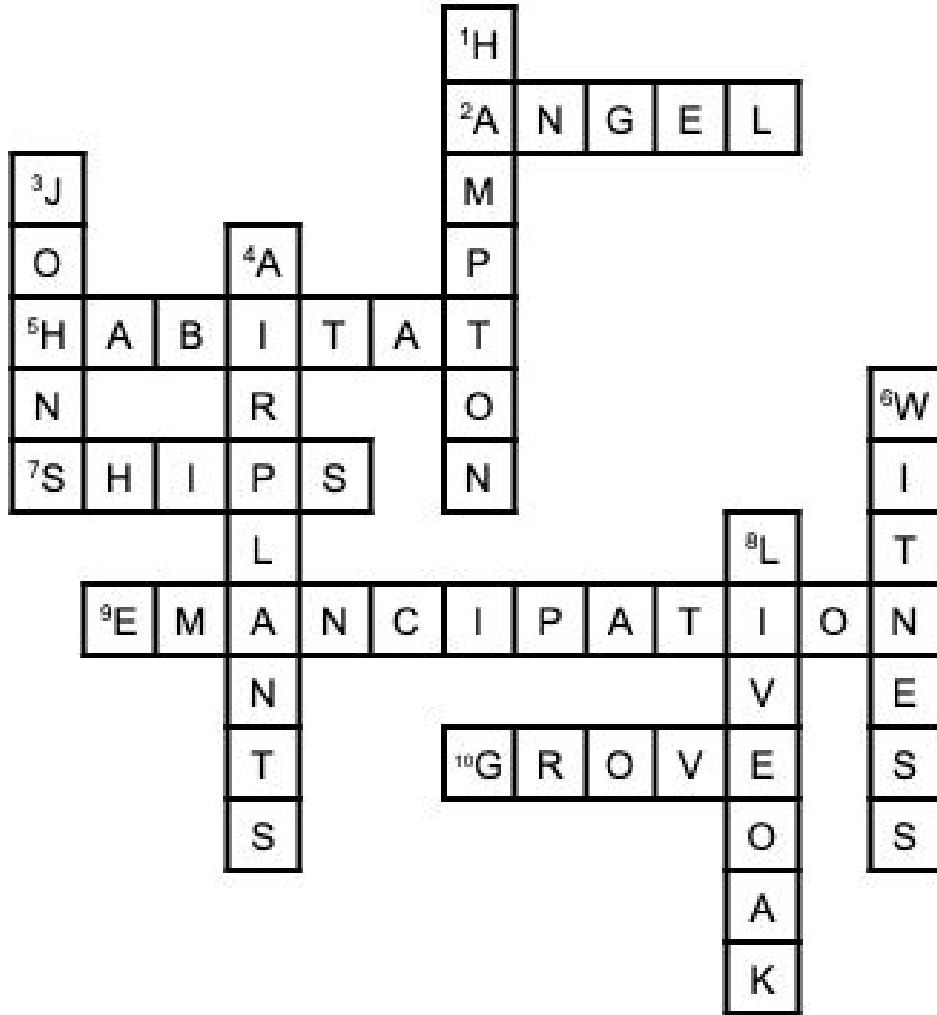 1H
2A N G E L
3J M
O 4A P
5H A B I T A T
N R O 6W
7S H I P S N I
L 8L T
9E M A N C I P A T I O N
N V E
T 10G R O V E S
S O S
A
K